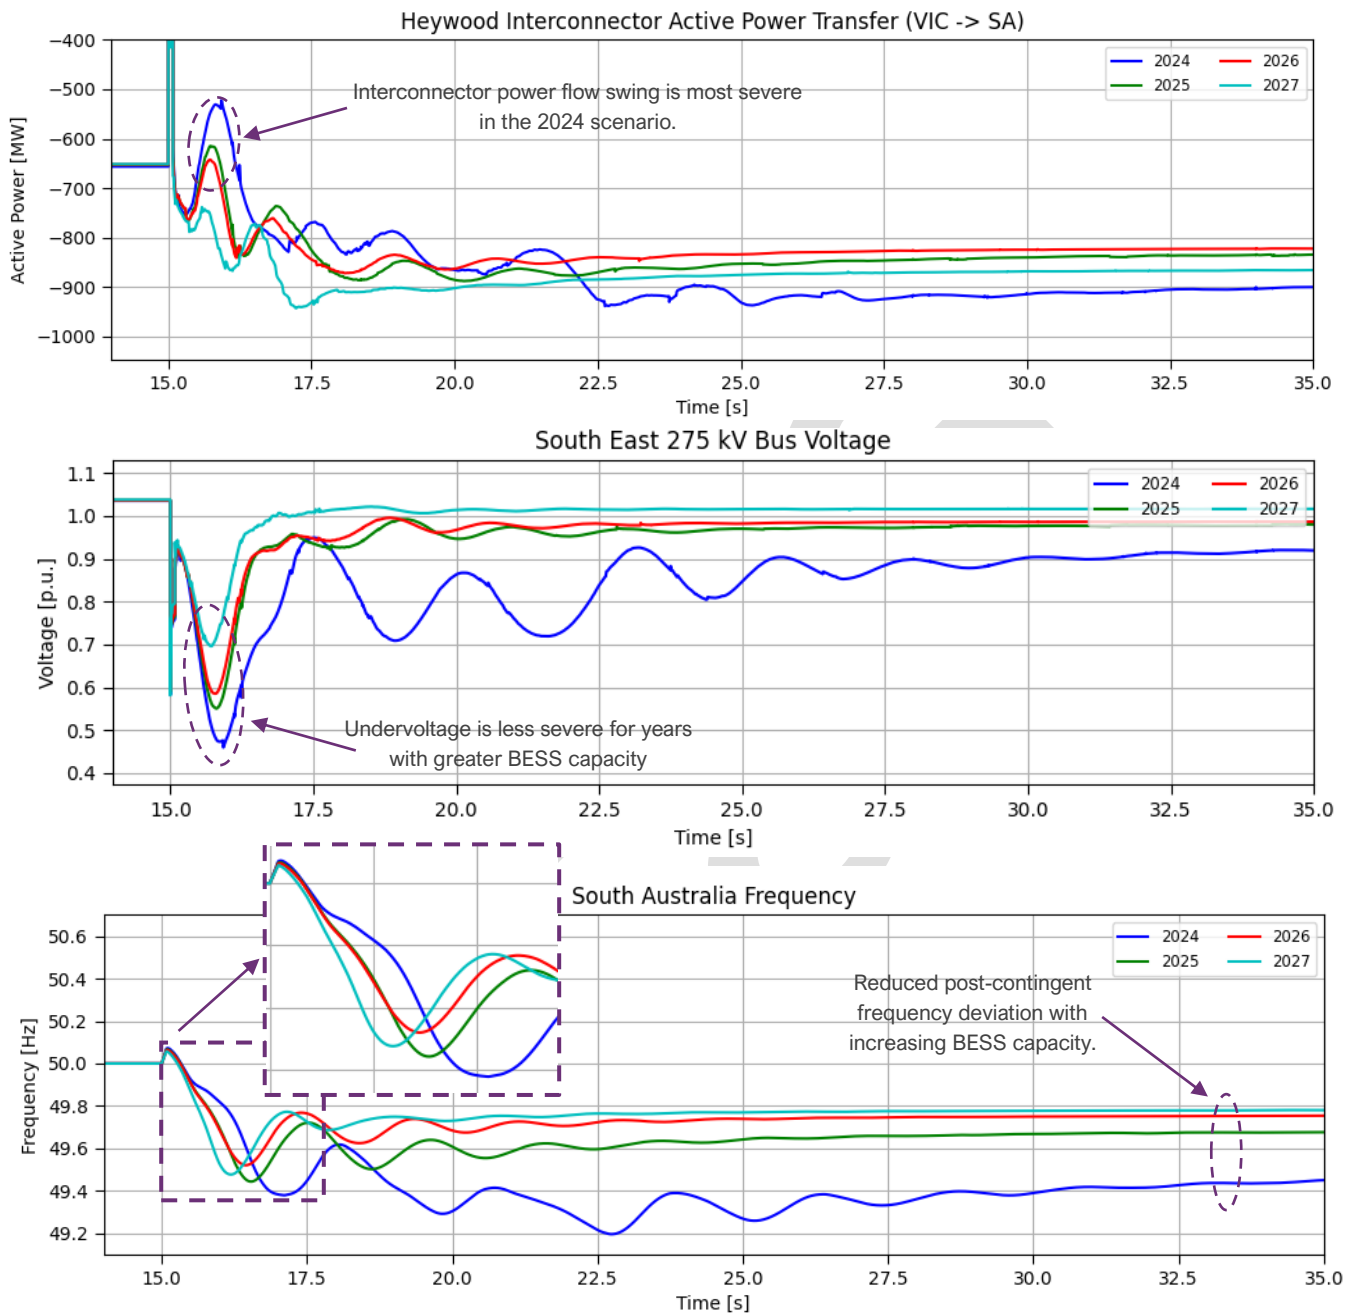 Heywood Interconnector Active Power Transfer (VIC -> SA)
−400
−500
−600
−700
−800
−900
−1000
Active Power [MW]
2024 2026
2025 2027
Interconnector power flow swing is most severe
in the 2024 scenario.
15.0 17.5 20.0 22.5 25.0 27.5 30.0 32.5 35.0
Time [s]
South East 275 kV Bus Voltage
1.1
1.0
0.9
0.8
0.7
0.6
0.5
0.4
Voltage [p.u.]
2024 2026
2025 2027
Undervoltage is less severe for years
with greater BESS capacity
15.0 17.5 20.0 22.5 25.0 27.5 30.0 32.5 35.0
Time [s]
South Australia Frequency
50.6
50.4
50.2
50.0
49.8
49.6
49.4
49.2
Frequency [Hz]
2024 2026
2025 2027
Reduced post-contingent
frequency deviation with
increasing BESS capacity.
15.0 17.5 20.0 22.5 25.0 27.5 30.0 32.5 35.0
Time [s]